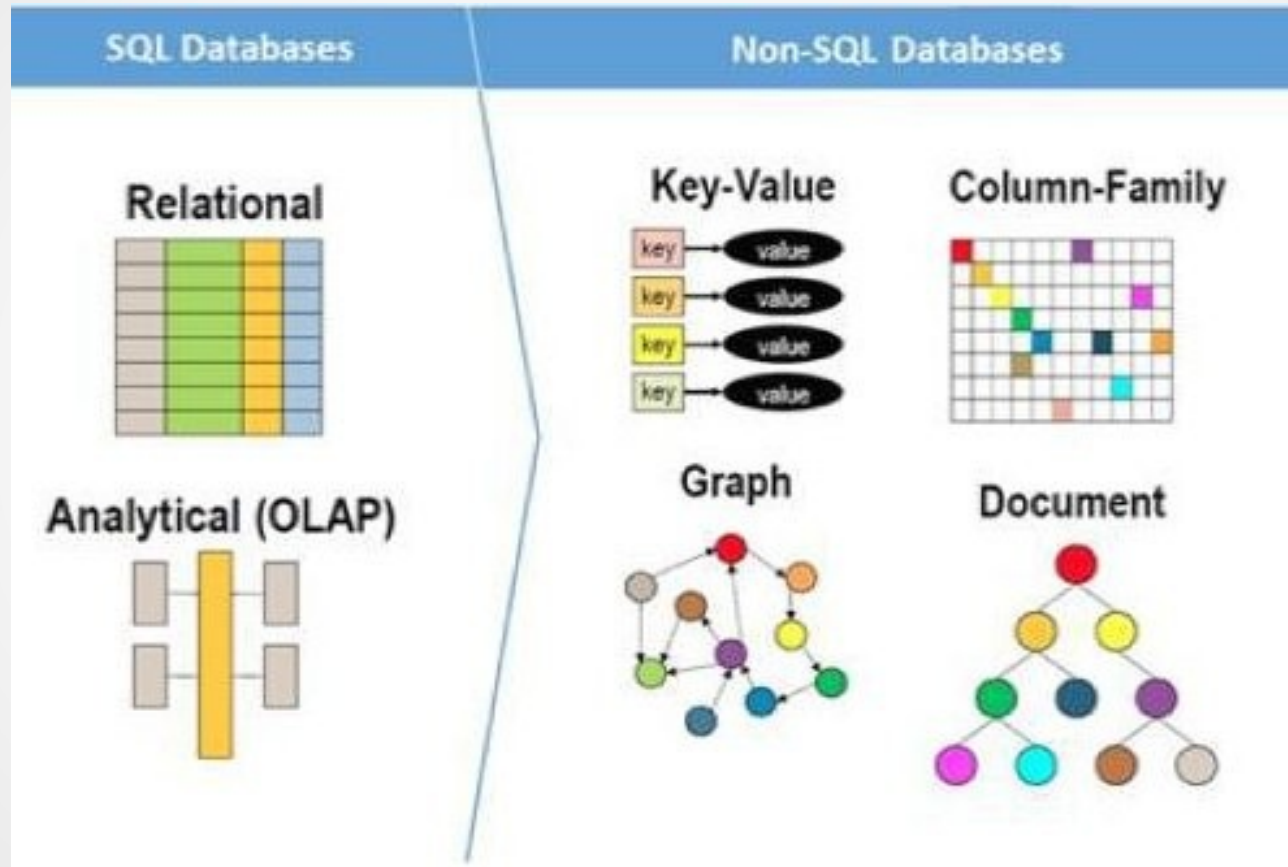 SQL Databases
Non-SQL Databases
Relational
Analytical (OLAP)
Key-Value
key value
key value
key value
key value
Column-Family
Graph
Document